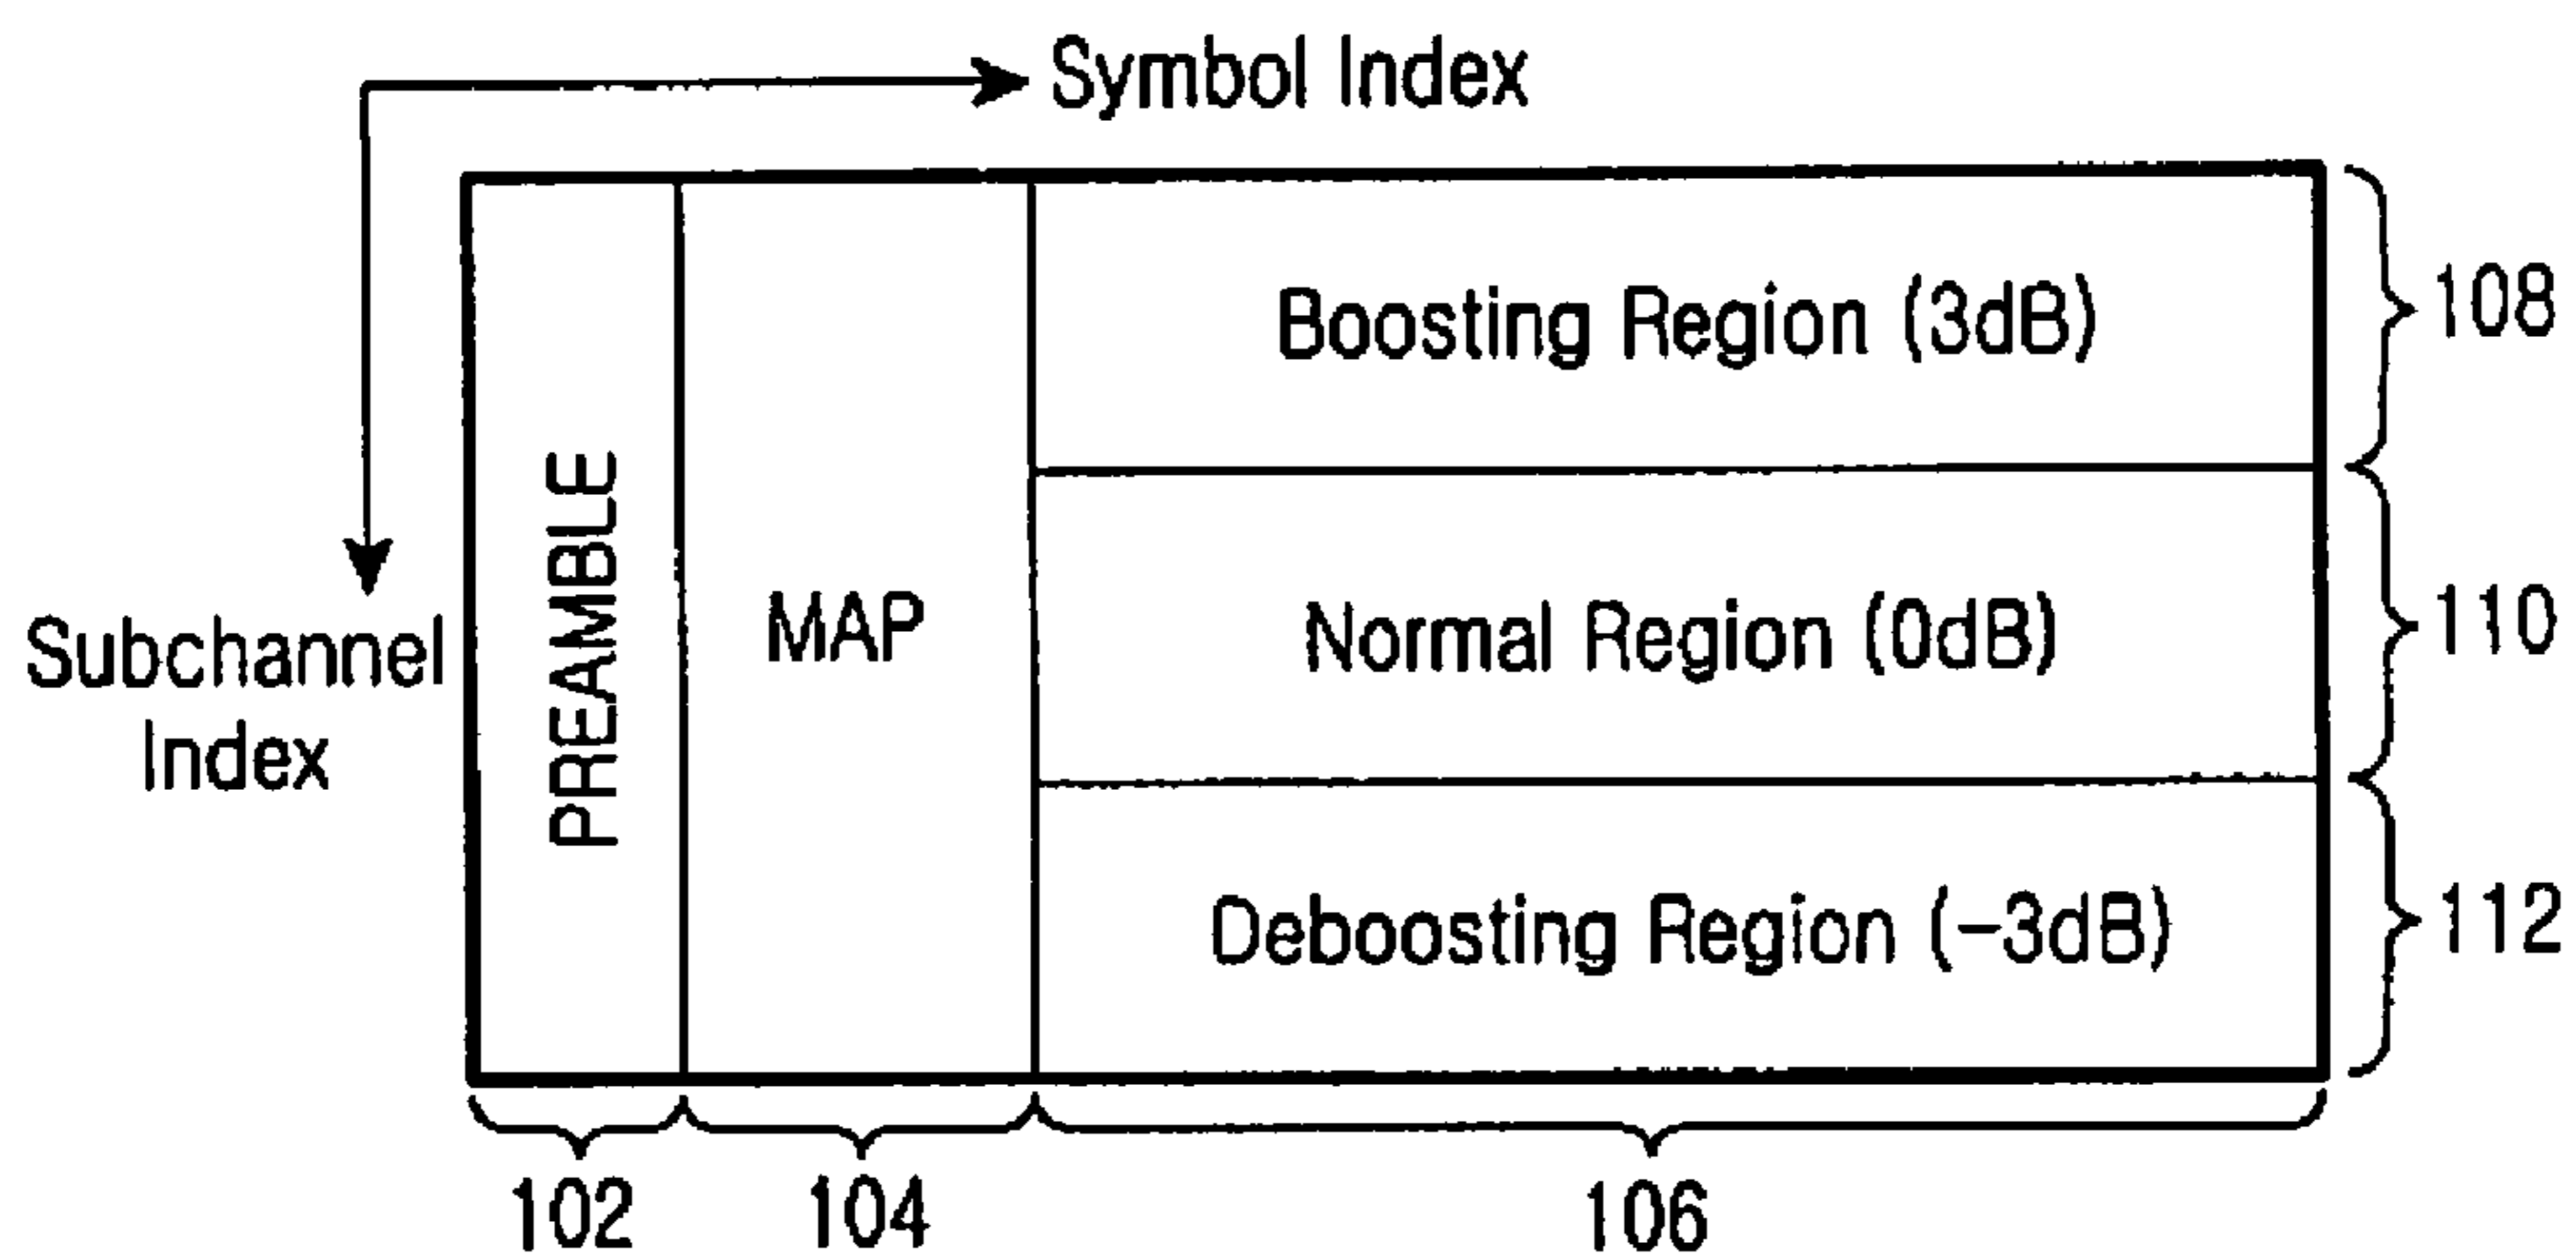 Symbol Index
Boosting Region (3dB)
108
Subchannel
Index
PREAMBLE
MAP
Normal Region (0dB)
110
Deboosting Region (-3dB)
112
102
104
106